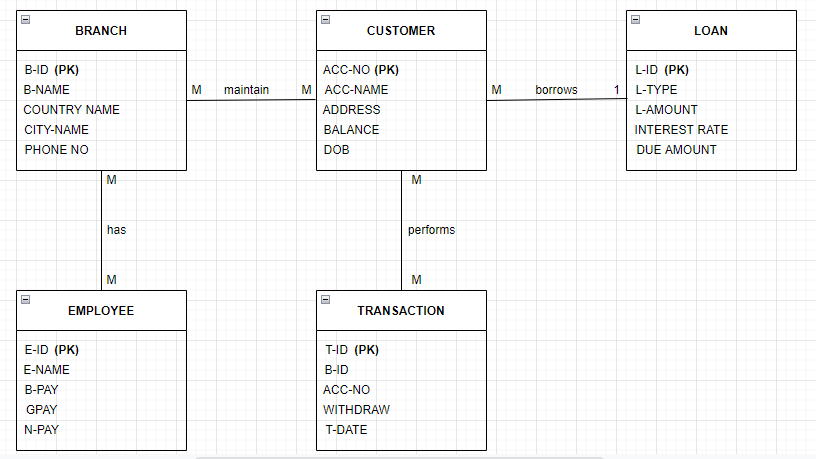 BRANCH
B-ID (PK)
B-NAME
COUNTRY NAME
CITY-NAME
PHONE NO
M maintain M
CUSTOMER
ACC-NO (PK)
ACC-NAME
ADDRESS
BALANCE
DOB
M borrows 1
LOAN
L-ID (PK)
L-TYPE
L-AMOUNT
INTEREST RATE
DUE AMOUNT
M
has
M
M
performs
M
EMPLOYEE
E-ID (PK)
E-NAME
B-PAY
GPAY
N-PAY
TRANSACTION
T-ID (PK)
B-ID
ACC-NO
WITHDRAW
T-DATE